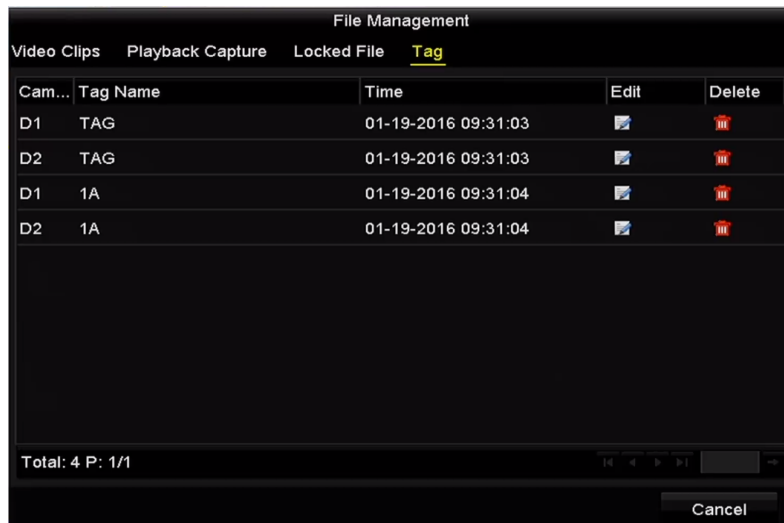 File Management
Video Clips Playback Capture Locked File Tag
Cam... Tag Name Time Edit Delete
D1 TAG 01-19-2016 09:31:03
D2 TAG 01-19-2016 09:31:03
D1 1A 01-19-2016 09:31:04
D2 1A 01-19-2016 09:31:04
Total: 4 P: 1/1
Cancel